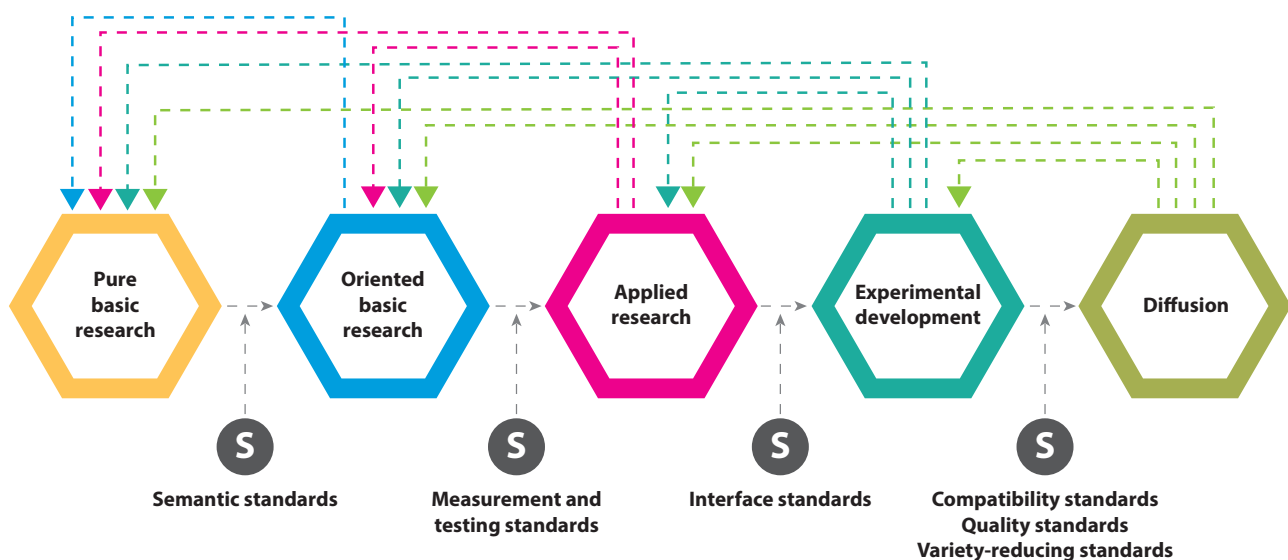 Pure
basic
research
Oriented
basic
research
Applied
research
Experimental
development
Diffusion
S
S
S
S
Semantic standards
Measurement and
testing standards
Interface standards
Compatibility standards
Quality standards
Variety-reducing standards